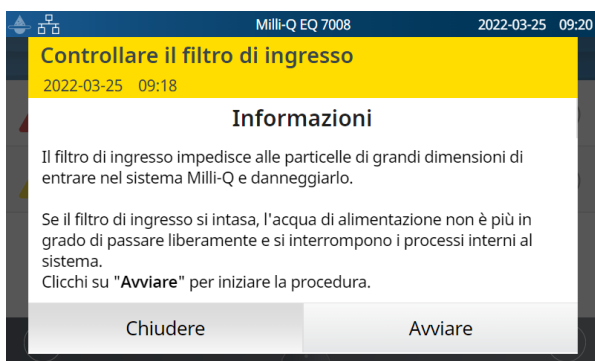 Milli-Q EQ 7008 2022-03-25 09:20
Controllare il filtro di ingresso
2022-03-25 09:18
Informazioni
Il filtro di ingresso impedisce alle particelle di grandi dimensioni di
entrare nel sistema Milli-Q e danneggiarlo.
Se il filtro di ingresso si intasa, l'acqua di alimentazione non è più in
grado di passare liberamente e si interrompono i processi interni al
sistema.
Clicchi su "Avviare" per iniziare la procedura.
Chiudere Avviare